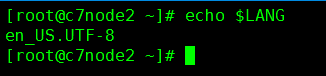 [root@c7node2 ~]# echo $LANG
en_US.UTF-8
[root@c7node2 ~]#